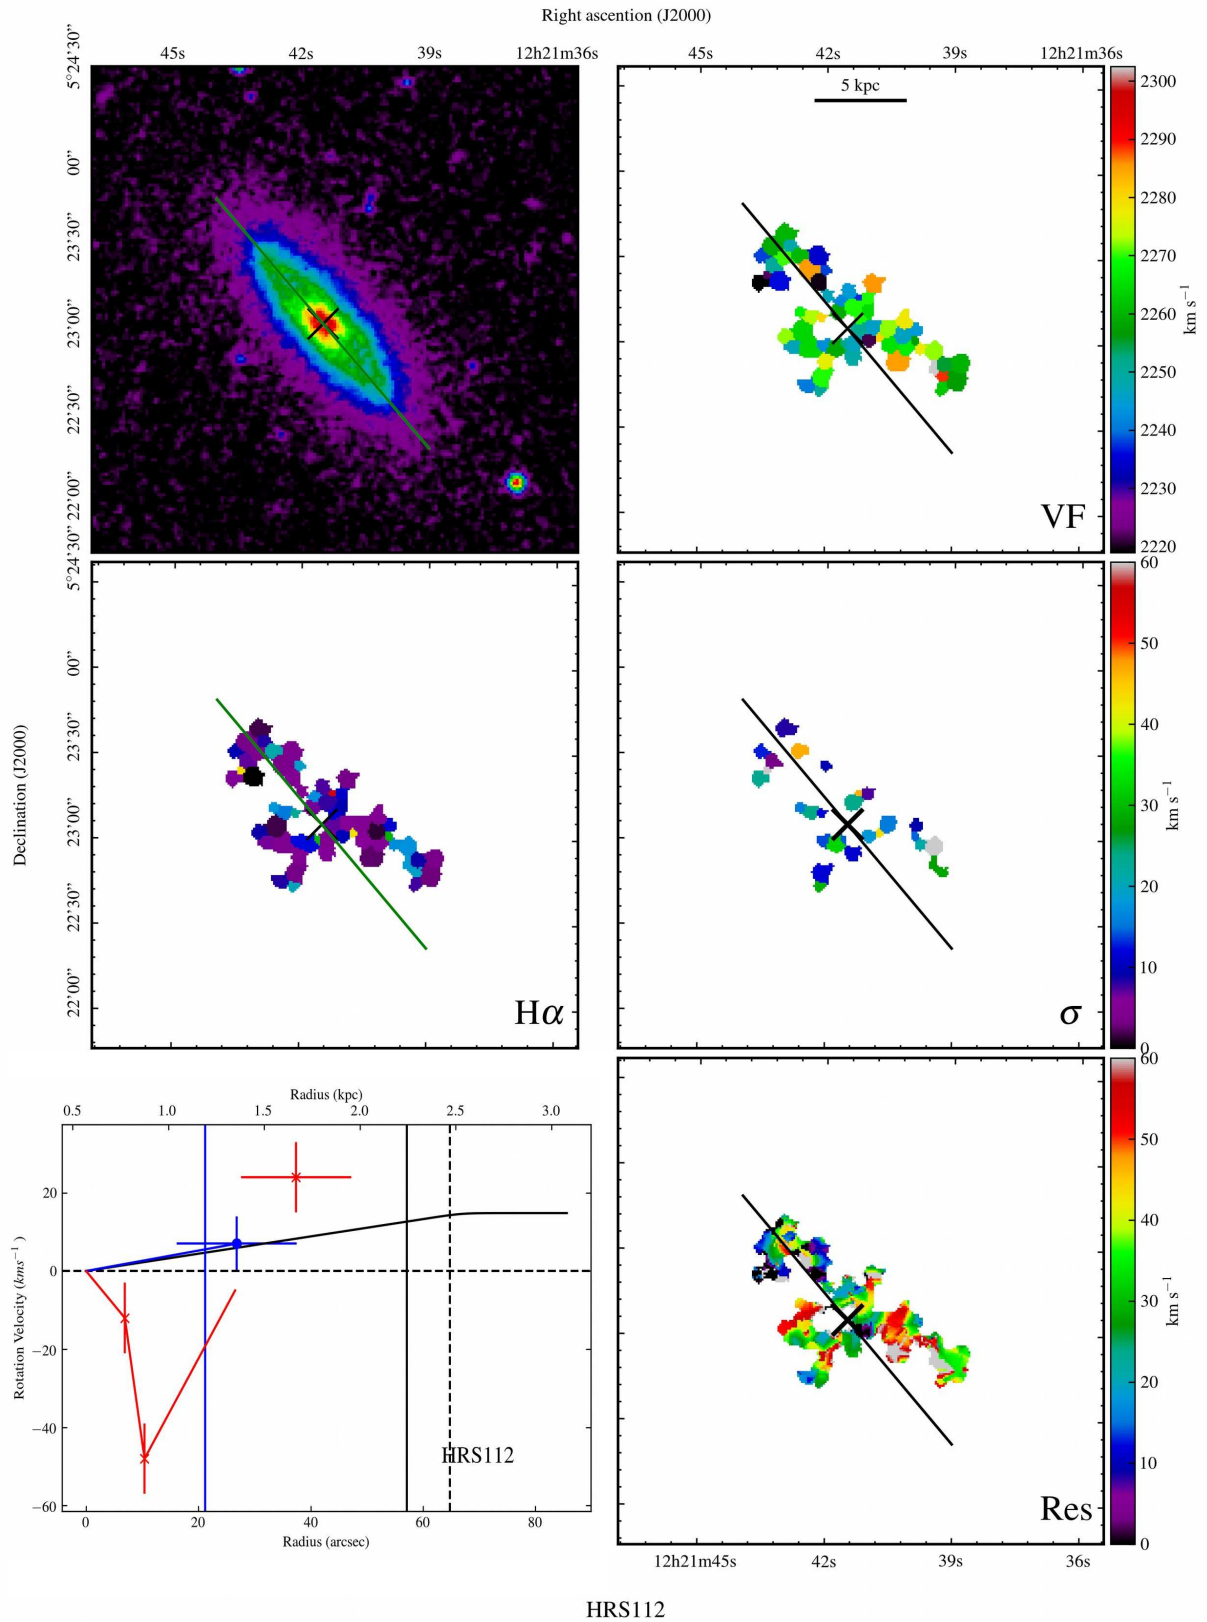 Right ascention (J2000)
45s 42s 39s 12h21m36s
45s 42s 39s 12h21m36s
5°24'30” 00” 23'30” 23'00” 22'30” 22'00”
5 kpc
VF
2300
2290
2280
2270
2260
2250
2240
2230
2220
km s−1
Declination (J2000)
5°24'30” 00” 23'30” 23'00” 22'30” 22'00”
Hα
σ
60
50
40
30
20
10
0
km s−1
Radius (kpc)
0.5 1.0 1.5 2.0 2.5 3.0
Rotation Velocity (kms−1 )
20
0
−20
−40
−60
HRS112
0 20 40 60 80
Radius (arcsec)
Res
60
50
40
30
20
10
0
km s−1
12h21m45s 42s 39s 36s
HRS112